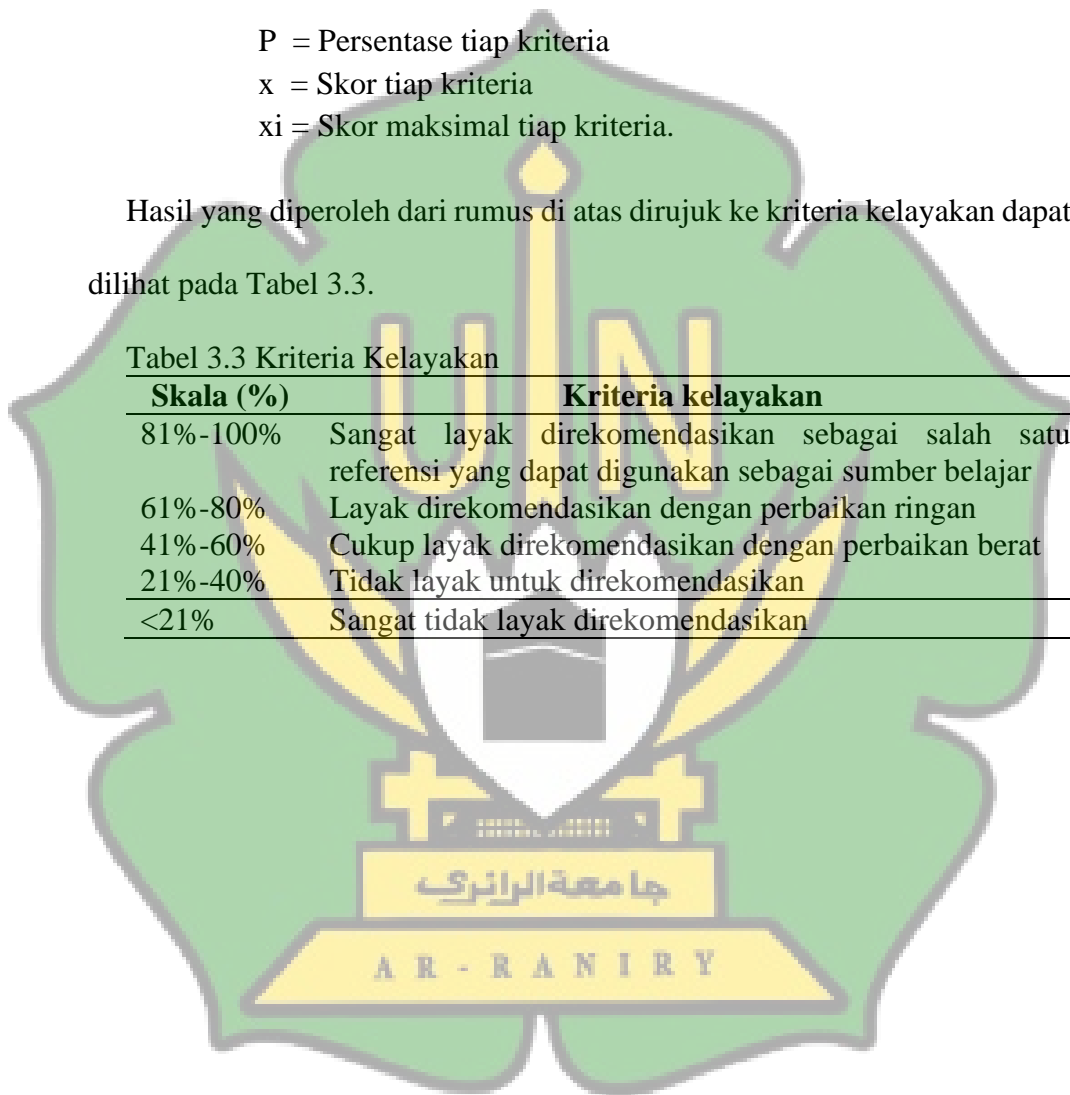 P = Persentase tiap kriteria
x = Skor tiap kriteria
xi = Skor maksimal tiap kriteria.
Hasil yang diperoleh dari rumus di atas dirujuk ke kriteria kelayakan dapat
dilihat pada Tabel 3.3.
Tabel 3.3 Kriteria Kelayakan
Skala (%) Kriteria kelayakan
81%-100% Sangat layak direkomendasikan sebagai salah satu
referensi yang dapat digunakan sebagai sumber belajar
61%-80% Layak direkomendasikan dengan perbaikan ringan
41%-60% Cukup layak direkomendasikan dengan perbaikan berat
21%-40% Tidak layak untuk direkomendasikan
<21% Sangat tidak layak direkomendasikan
UIN
جامعة الرانري
AR-RANIRY